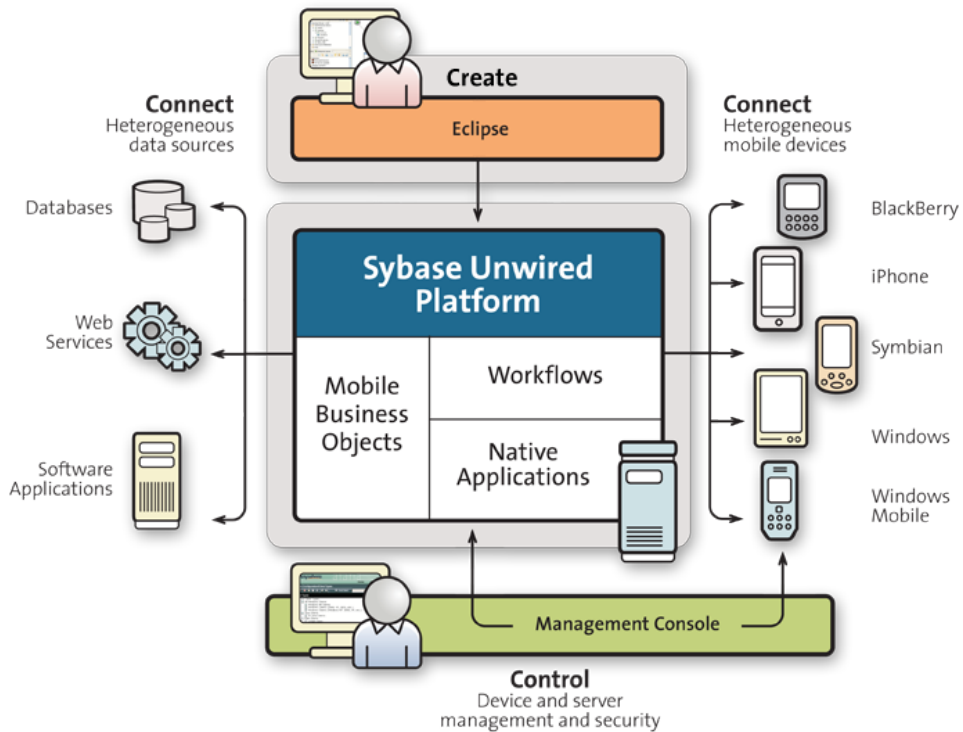 Create
Eclipse
Connect
Heterogeneous
data sources
Databases
Web
Services
Software
Applications
Sybase Unwired
Platform
Mobile
Business
Objects
Workflows
Native
Applications
Connect
Heterogeneous
mobile devices
BlackBerry
iPhone
Symbian
Windows
Windows
Mobile
Management Console
Control
Device and server
management and security